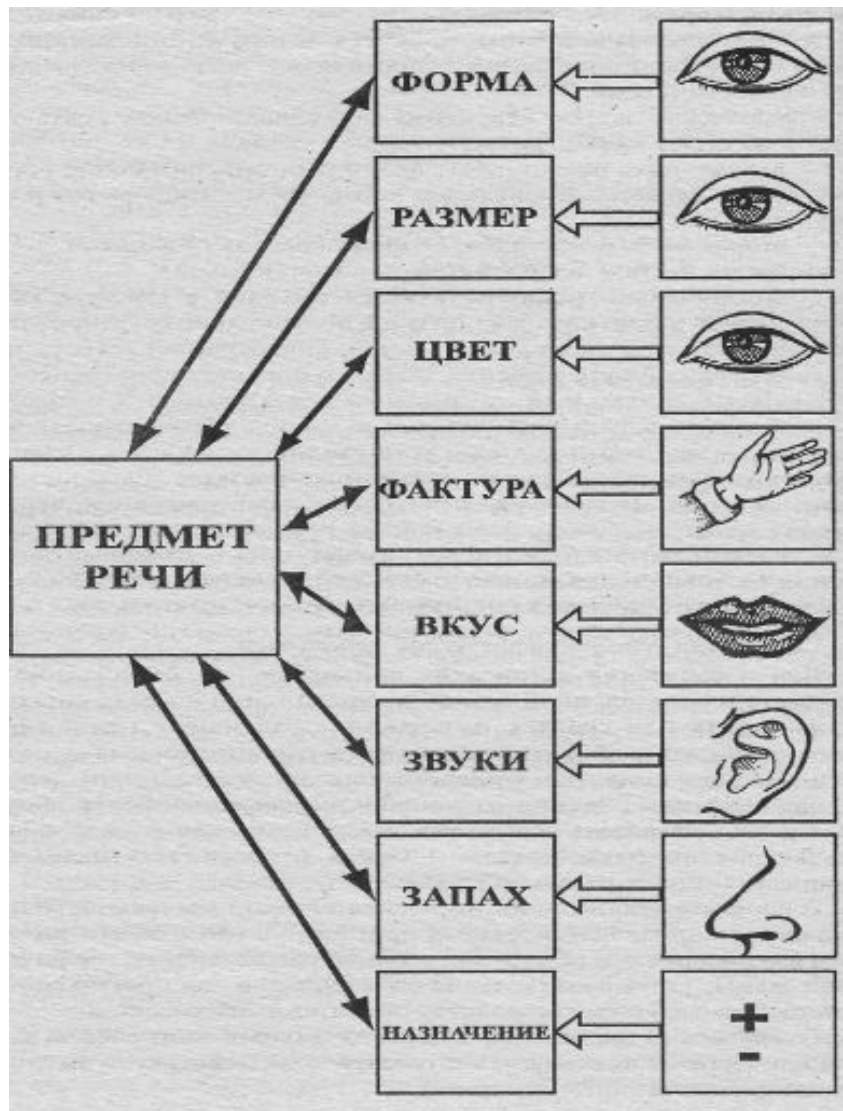 ФОРМА
РАЗМЕР
ЦВЕТ
ФАКТУРА
ПРЕДМЕТ
РЕЧИ
ВКУС
ЗВУКИ
ЗАПАХ
НАЗНАЧЕНИЕ
+
-